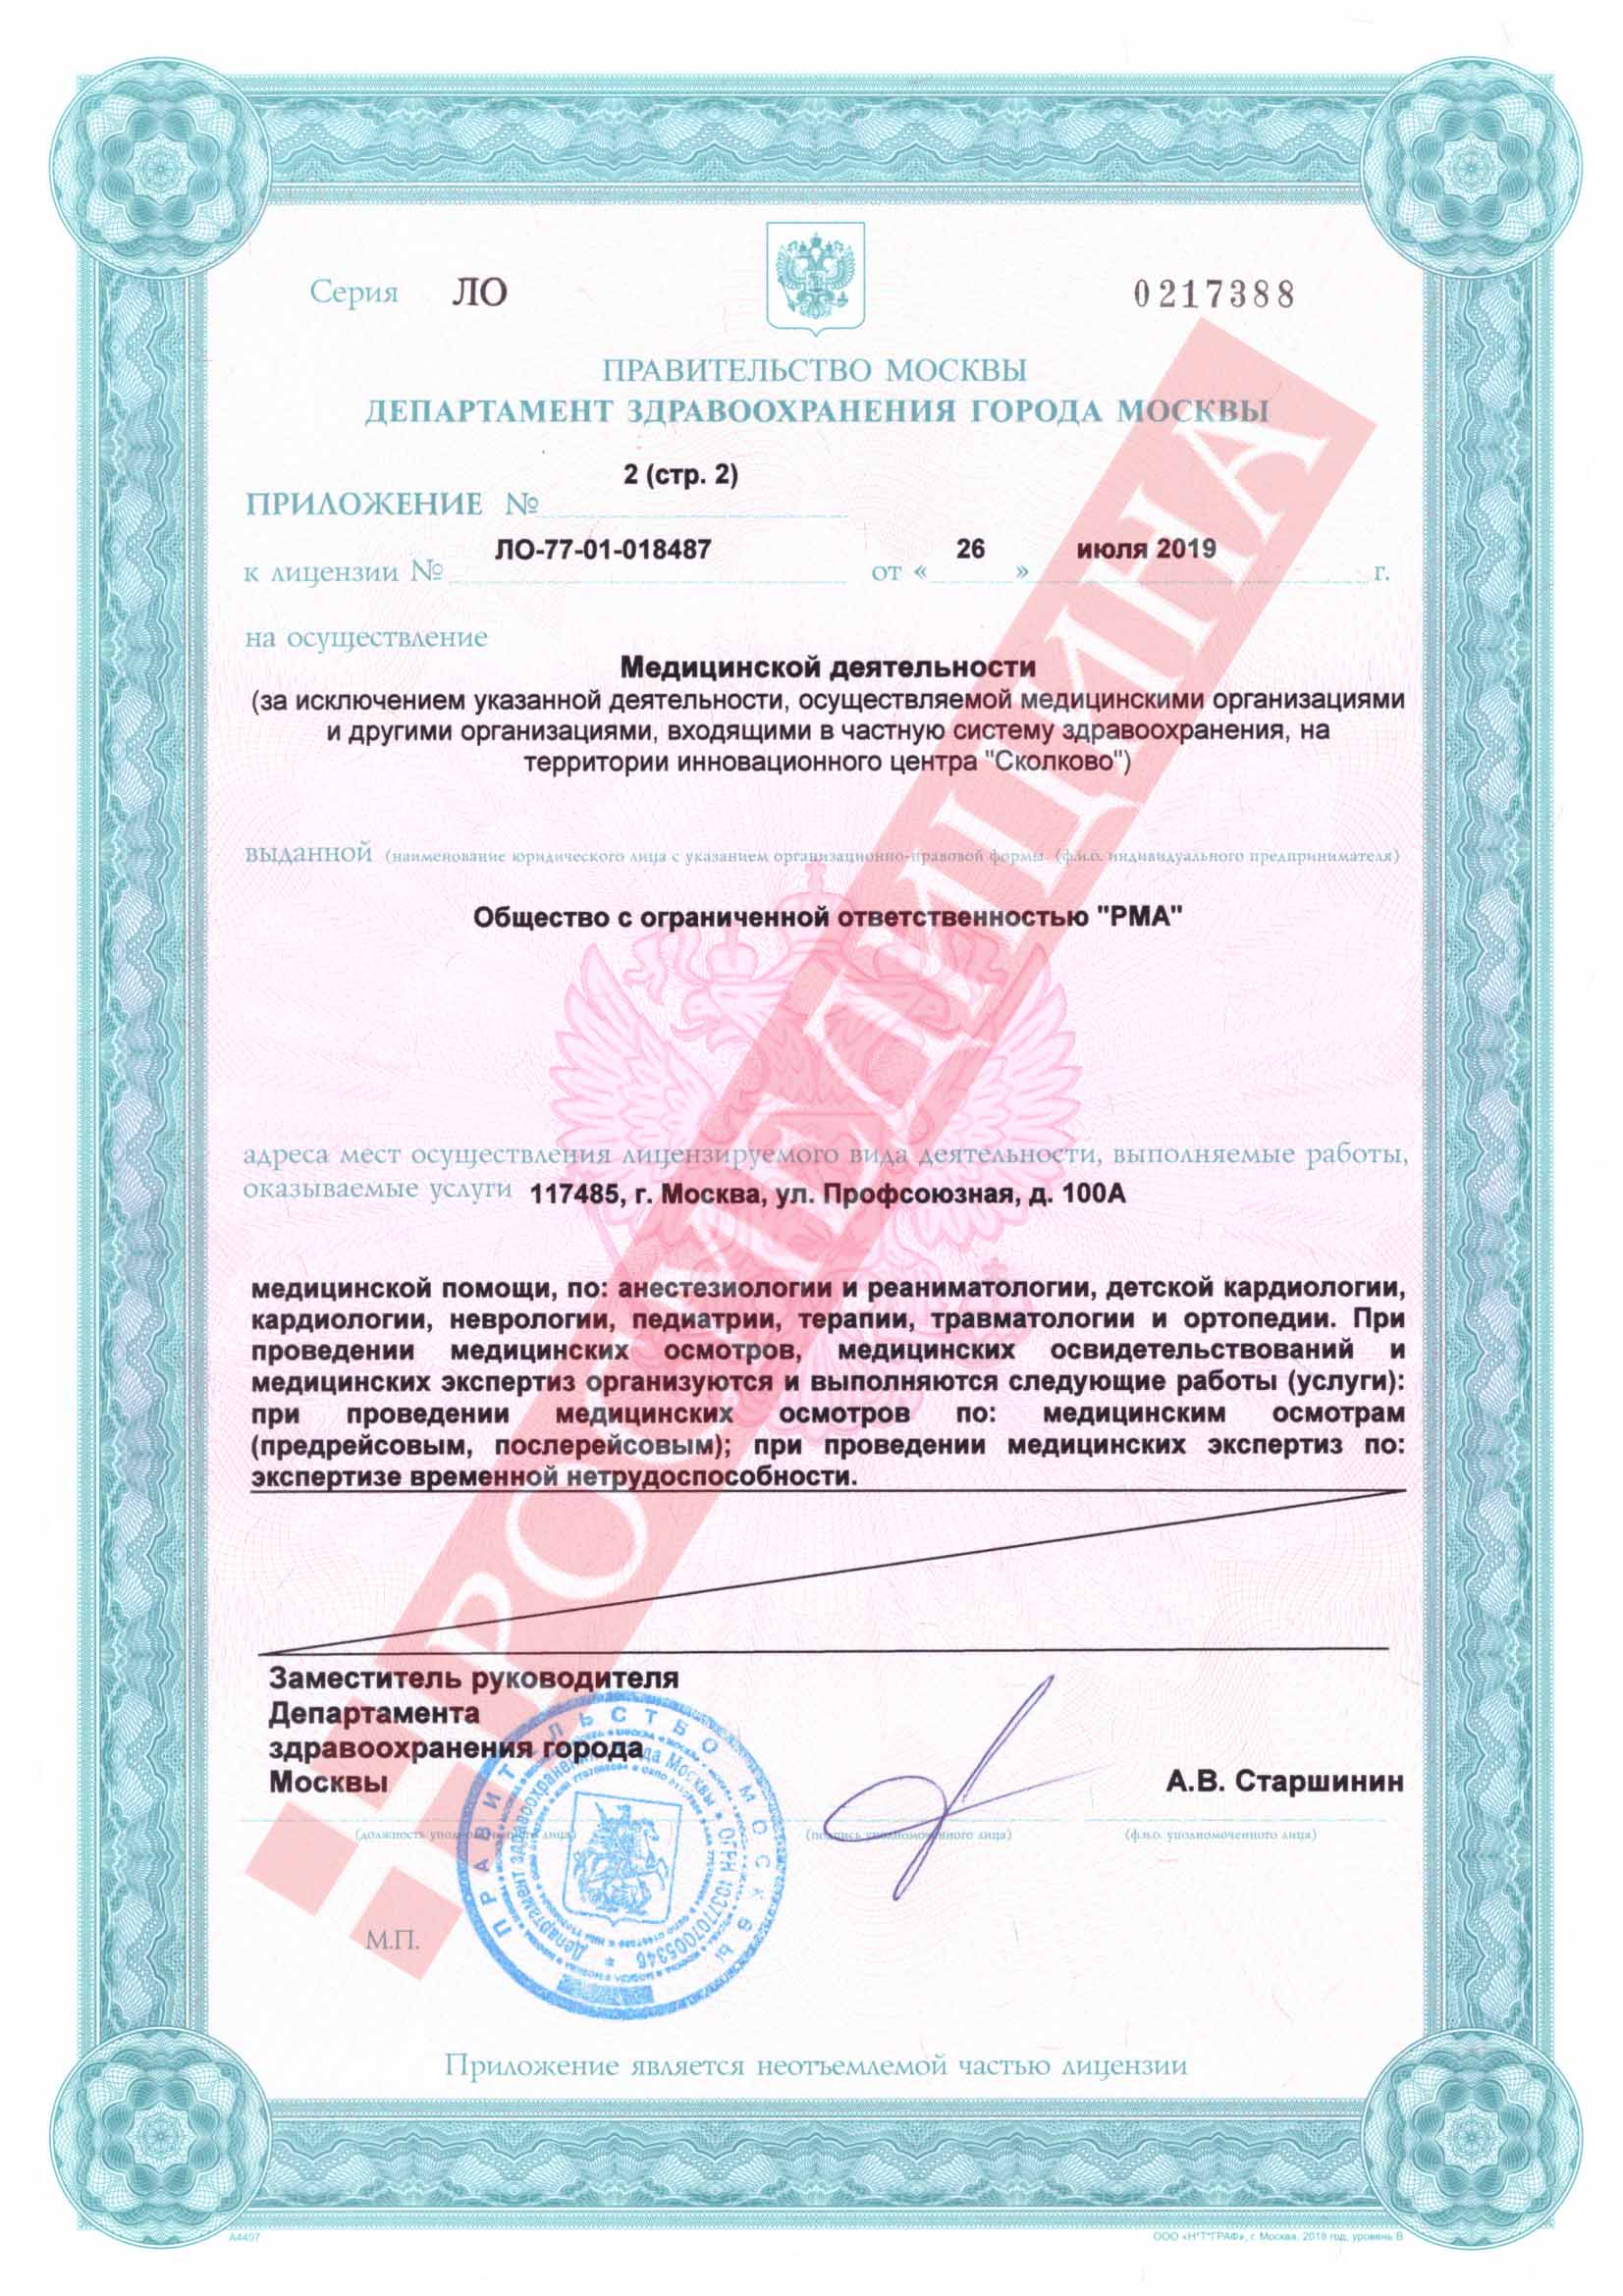 Серия ЛО 0217388
ПРАВИТЕЛЬСТВО МОСКВЫ
ДЕПАРТАМЕНТ ЗДРАВООХРАНЕНИЯ ГОРОДА МОСКВЫ
2 (стр. 2)
ПРИЛОЖЕНИЕ №
ЛО-77-01-018487 26 июля 2019
к лицензии № от « » г.
на осуществление
Медицинской деятельности
(за исключением указанной деятельности, осуществляемой медицинскими организациями
и другими организациями, входящими в частную систему здравоохранения, на
территории инновационного центра "Сколково")
выданной (наименование юридического лица с указанием организационно-правовой формы (ф.и.о. индивидуального предпринимателя)
Общество с ограниченной ответственностью "РМА"
адреса мест осуществления лицензируемого вида деятельности, выполняемые работы,
оказываемые услуги 117485, г. Москва, ул. Профсоюзная, д. 100А
медицинской помощи, по: анестезиологии и реаниматологии, детской кардиологии,
кардиологии, неврологии, педиатрии, терапии, травматологии и ортопедии. При
проведении медицинских осмотров, медицинских освидетельствований и
медицинских экспертиз организуются и выполняются следующие работы (услуги):
при проведении медицинских осмотров по: медицинским осмотрам
(предрейсовым, послерейсовым); при проведении медицинских экспертиз по:
экспертизе временной нетрудоспособности.
Заместитель руководителя
Департамента
здравоохранения города
Москвы
А.В. Старшинин
(должность уполномоченного лица) (подпись уполномоченного лица) (ф.и.о. уполномоченного лица)
М.П.
ПРАВИТЕЛЬСТВО МОСКВЫ
Департамент здравоохранения города Москвы * ОГРН 1037707005346 *
РОСМЕДИЦИНА
Приложение является неотъемлемой частью лицензии
А4407 ООО «Н*Т*ГРАФ», г. Москва, 2018 год, уровень В